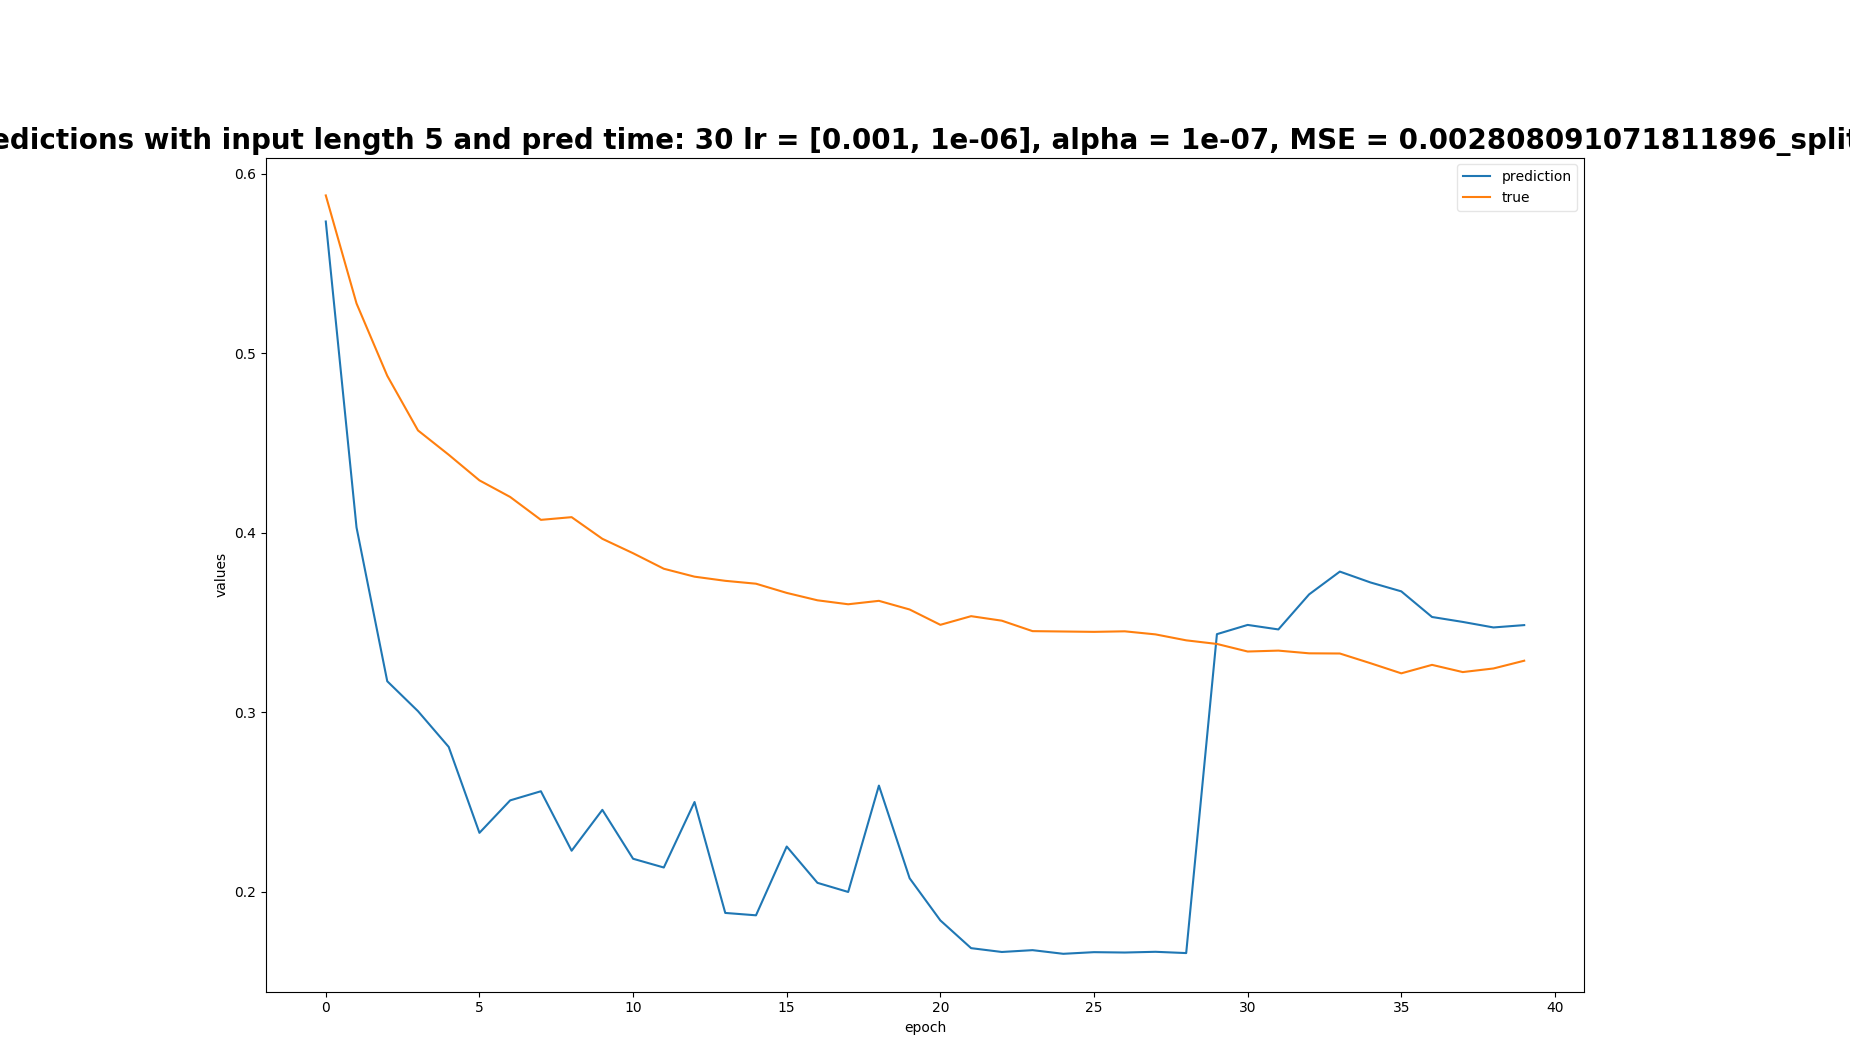 edictions with input length 5 and pred time: 30 lr = [0.001, 1e-06], alpha = 1e-07, MSE = 0.002808091071811896_split
prediction
true
0.6
0.5
0.4
0.3
0.2
values
0 5 10 15 20 25 30 35 40
epoch